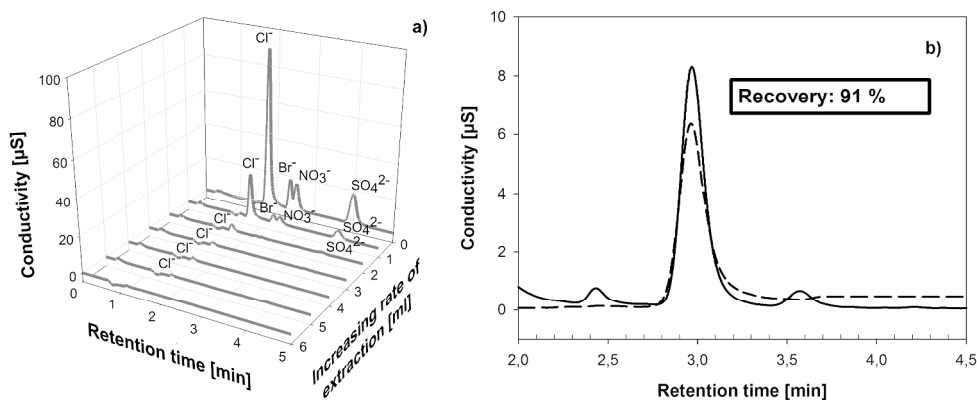 a)
Cl⁻
Br⁻
NO3⁻
SO4²⁻
Cl⁻
Br⁻
NO3⁻
SO4²⁻
Cl⁻
SO4²⁻
Cl⁻
Cl⁻
Cl⁻
100
80
60
40
20
0
Conductivity [µS]
0
1
2
3
4
5
Retention time [min]
0
1
2
3
4
5
6
Increasing rate of
extraction [ml]
b)
Recovery: 91 %
10
8
6
4
2
0
Conductivity [µS]
2,0 2,5 3,0 3,5 4,0 4,5
Retention time [min]